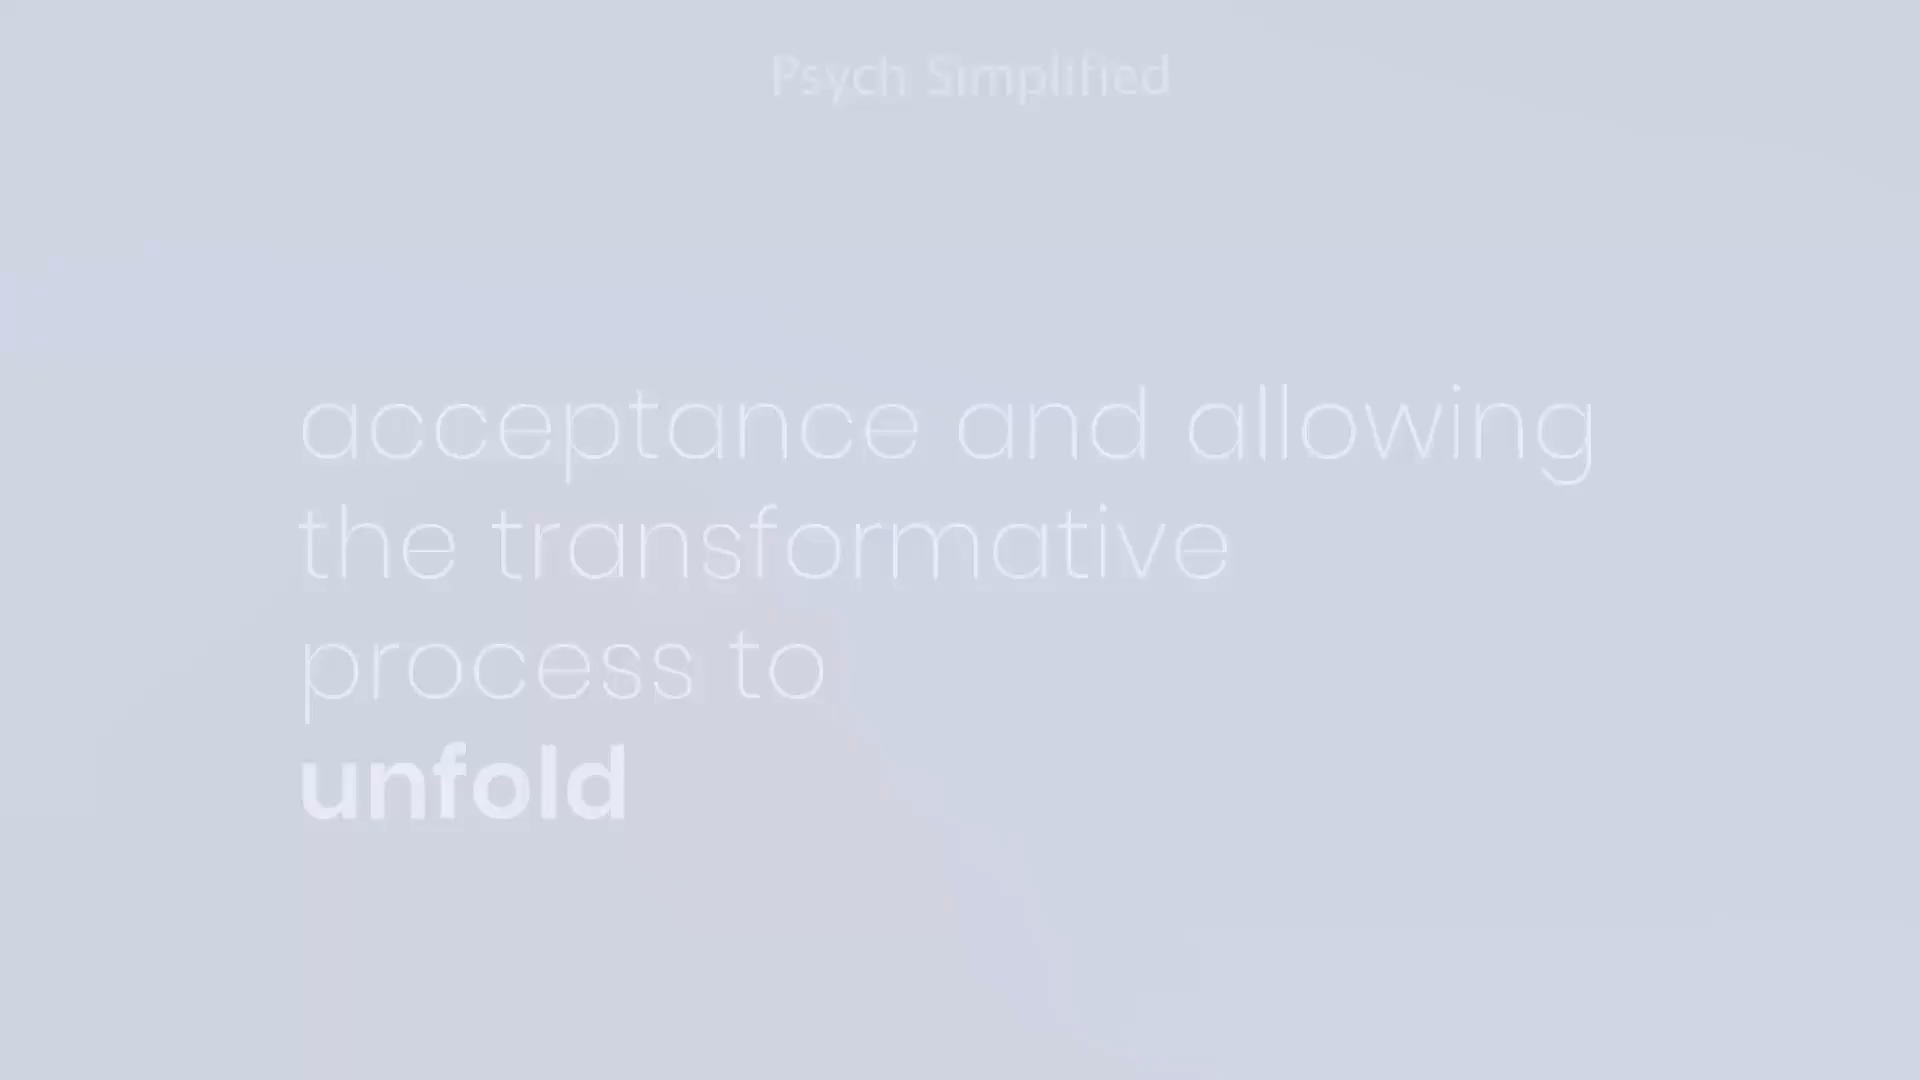 Psych Simplified
acceptance and allowing
the transformative
process to
unfold